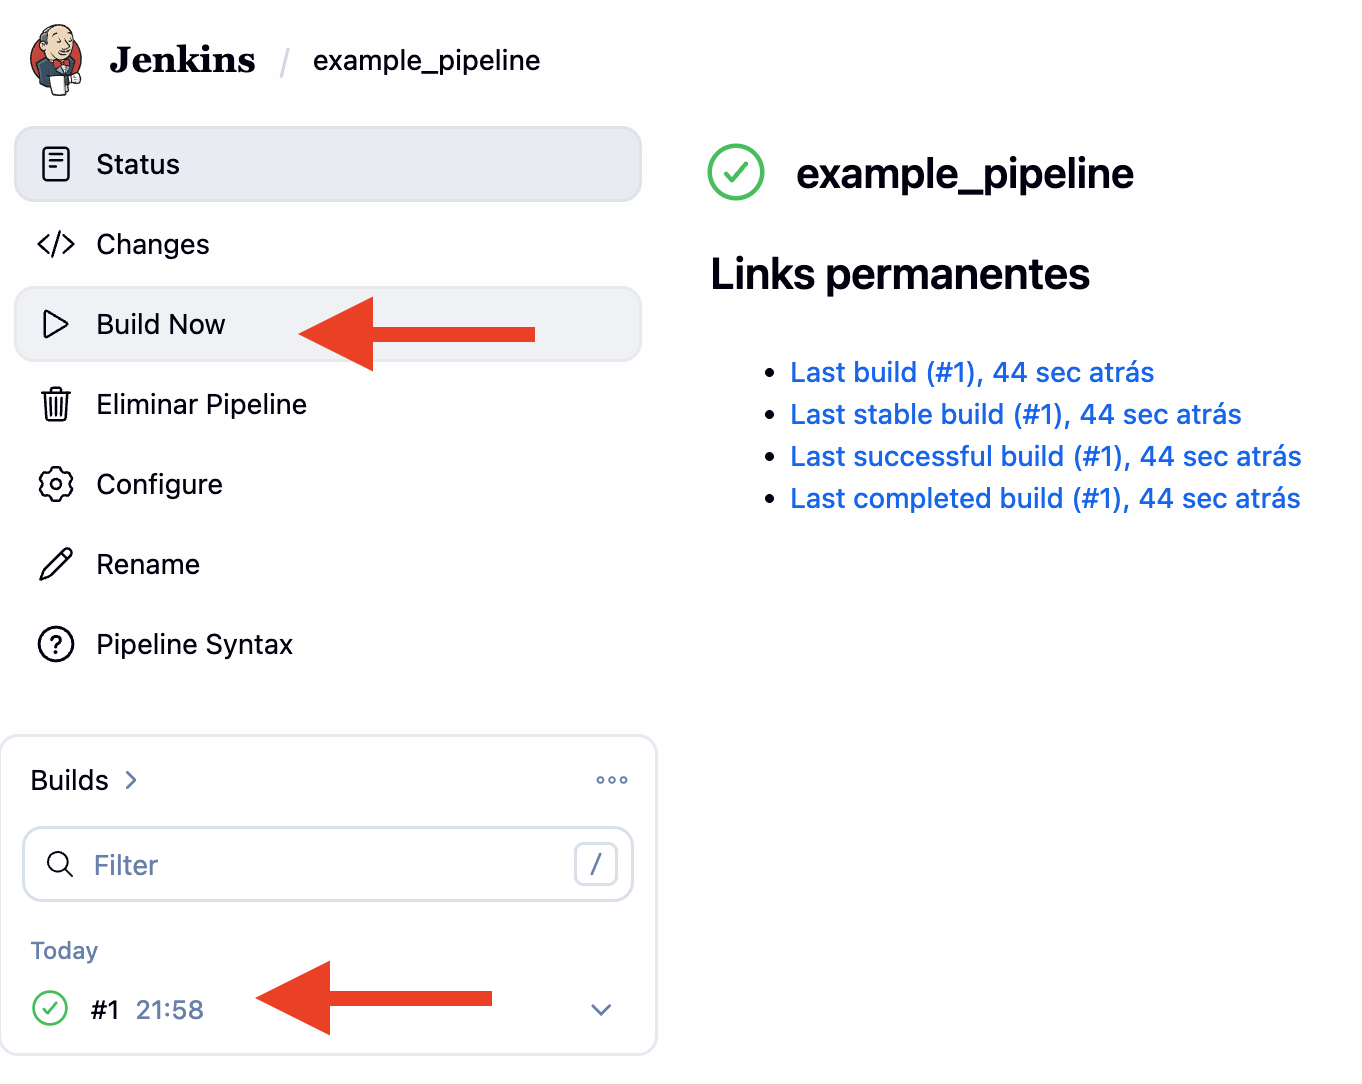 Jenkins / example_pipeline
Status
Changes
Build Now
Eliminar Pipeline
Configure
Rename
Pipeline Syntax
Builds
Filter /
Today
#1 21:58
example_pipeline
Links permanentes
Last build (#1), 44 sec atrás
Last stable build (#1), 44 sec atrás
Last successful build (#1), 44 sec atrás
Last completed build (#1), 44 sec atrás